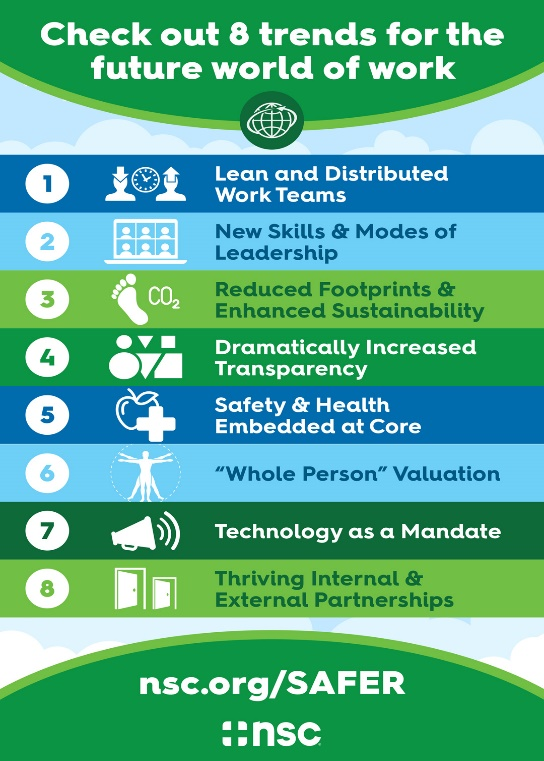 Check out 8 trends for the
future world of work
1
Lean and Distributed
Work Teams
2
New Skills & Modes of
Leadership
3
CO₂
Reduced Footprints &
Enhanced Sustainability
4
Dramatically Increased
Transparency
5
Safety & Health
Embedded at Core
6
“Whole Person” Valuation
7
Technology as a Mandate
8
Thriving Internal &
External Partnerships
nsc.org/SAFER
nsc